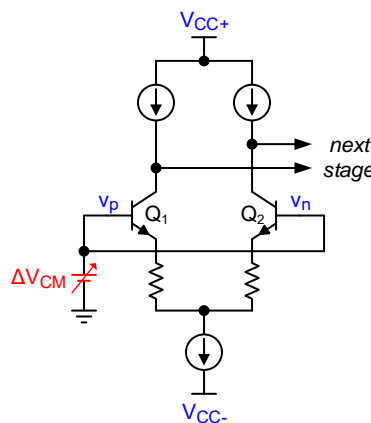 VCC+
next
stage
vp
Q1
Q2
vn
ΔVCM
VCC-